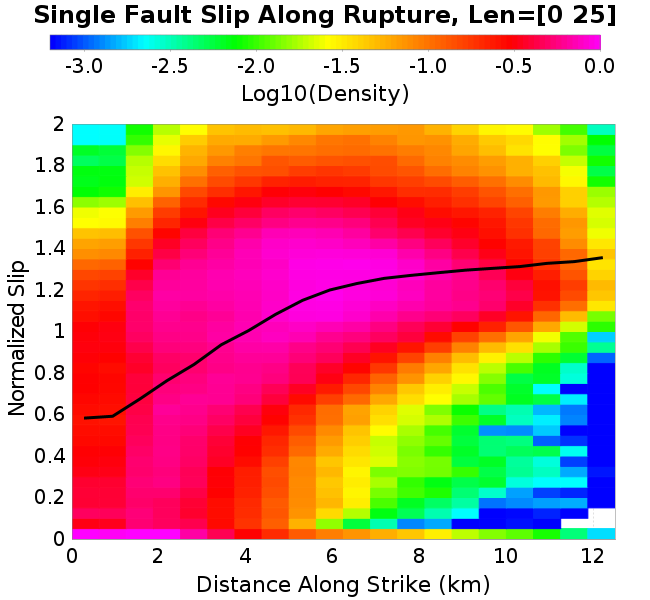 Single Fault Slip Along Rupture, Len=[0 25]
-3.0 -2.5 -2.0 -1.5 -1.0 -0.5 0.0
Log10(Density)
2
1.8
1.6
1.4
1.2
1
0.8
0.6
0.4
0.2
0
Normalized Slip
0 2 4 6 8 10 12
Distance Along Strike (km)